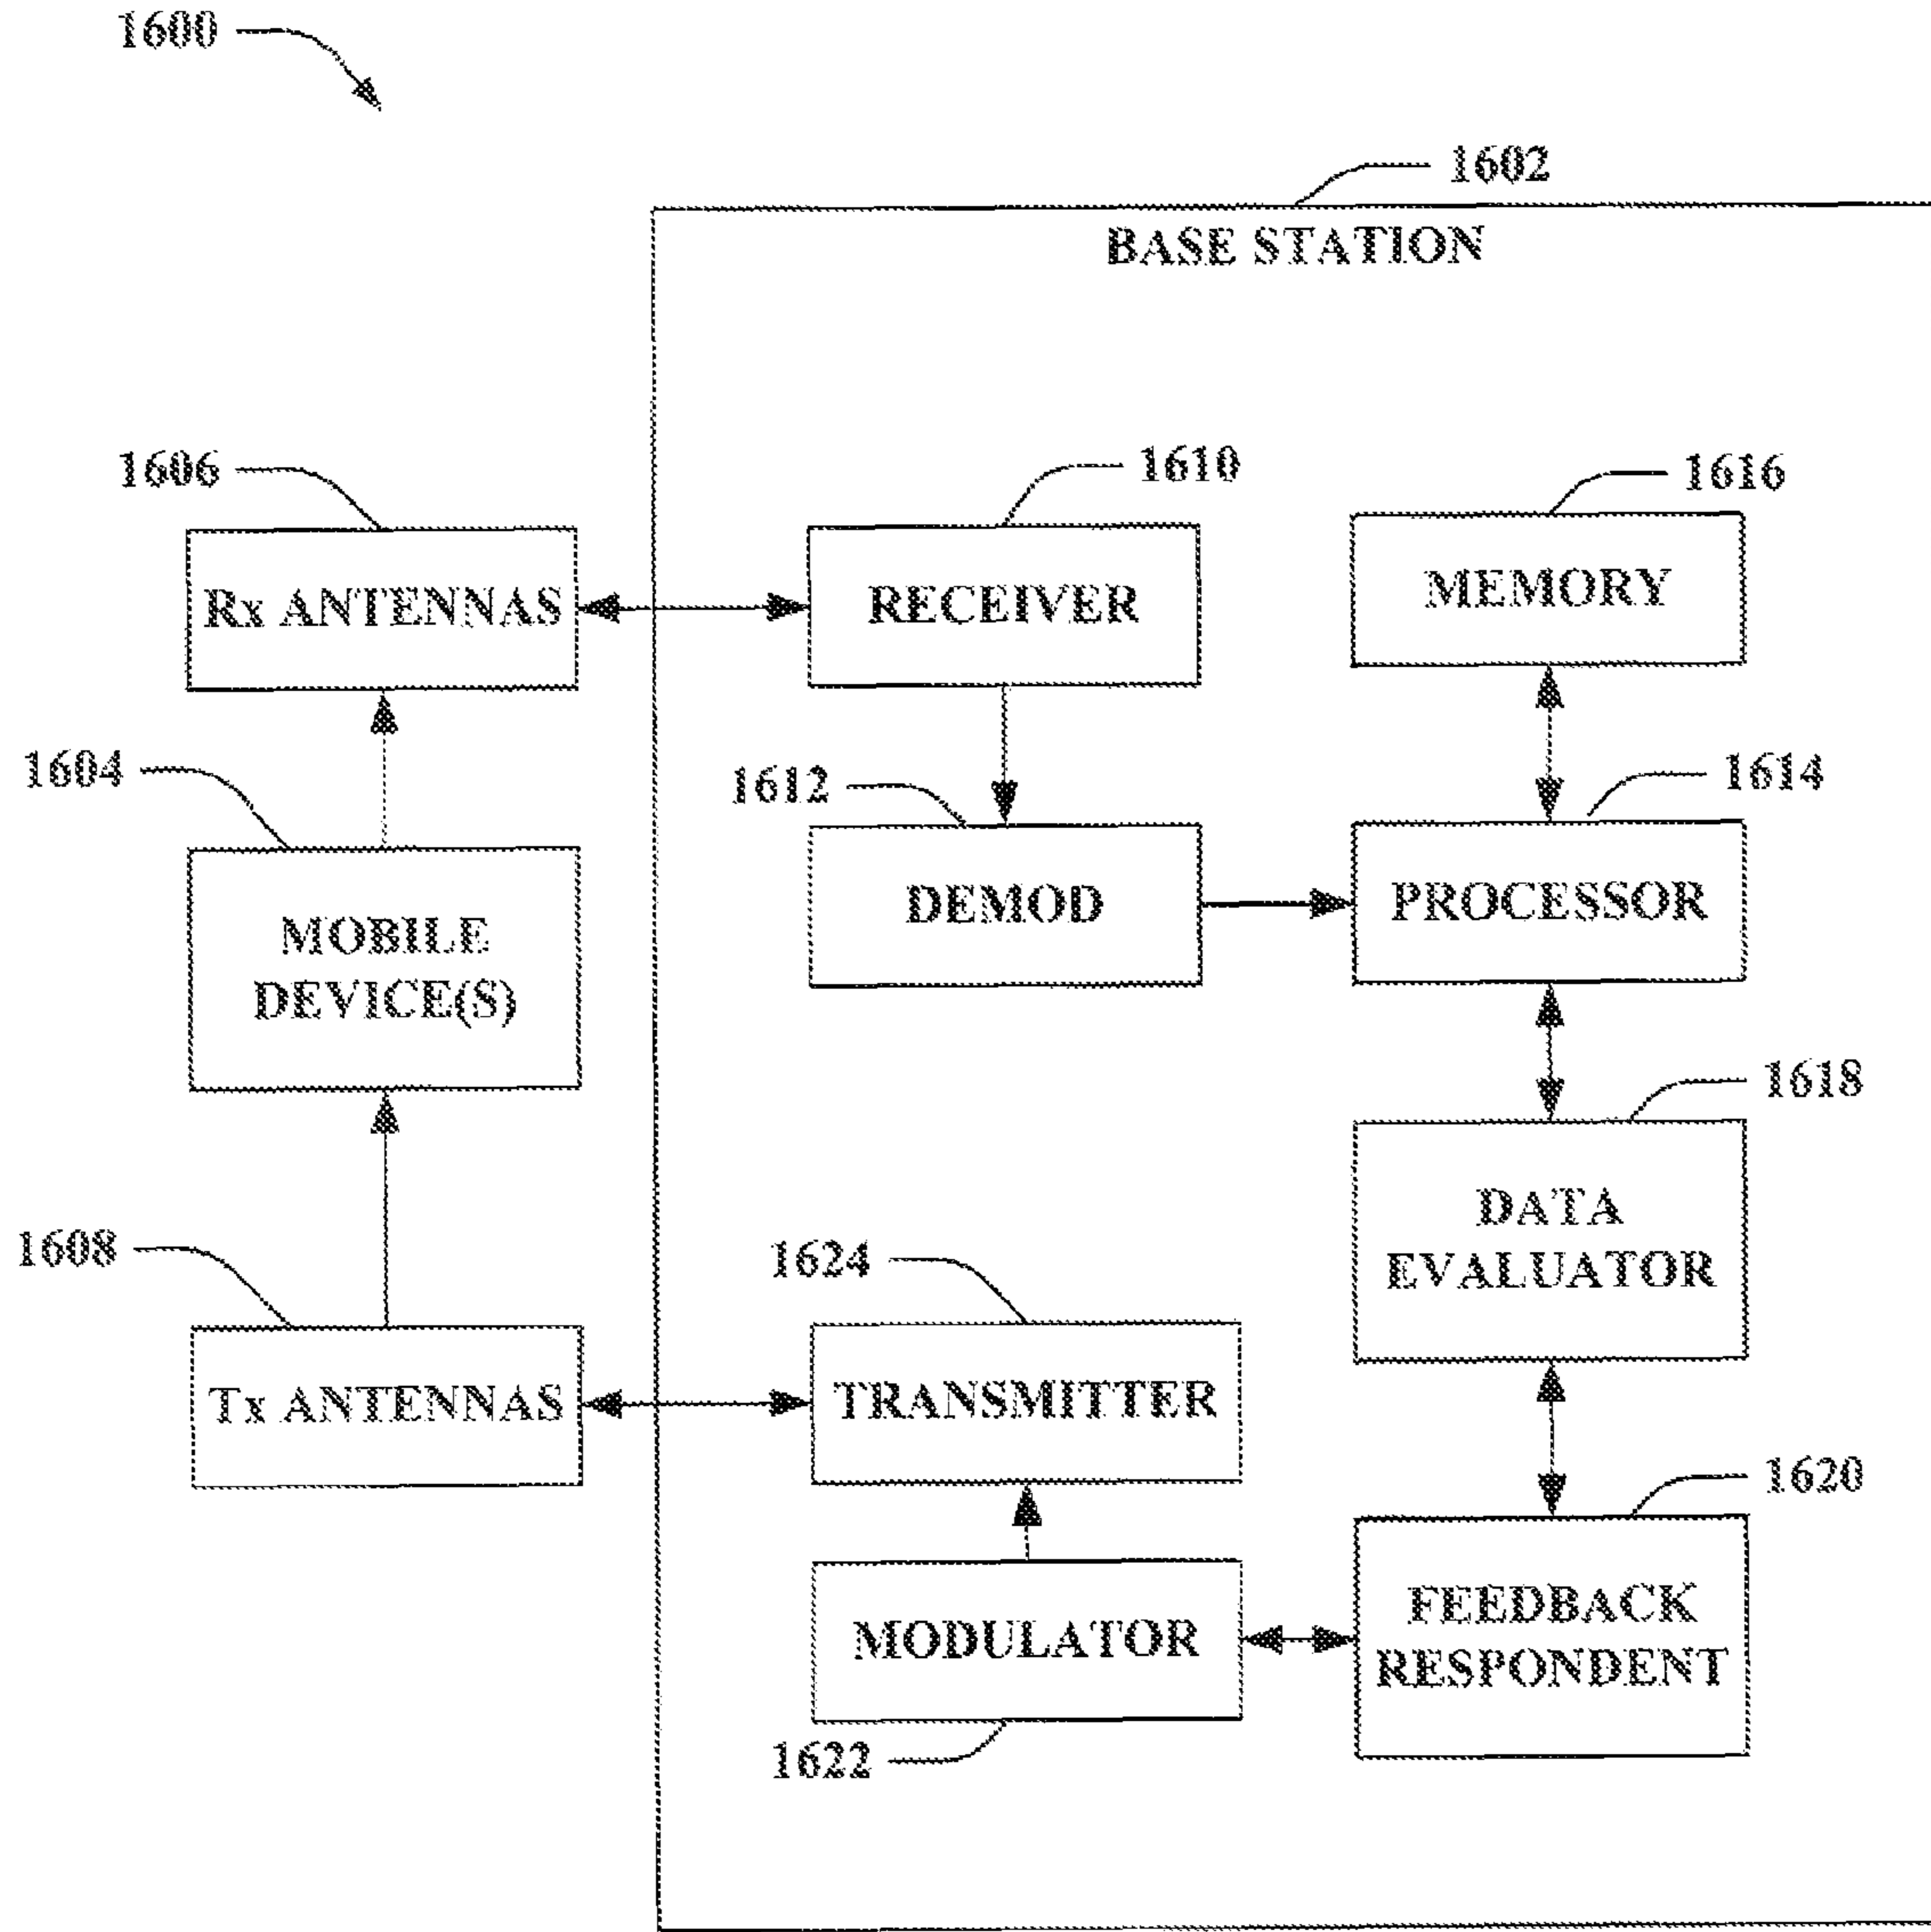 1600
1602
BASE STATION
1606
1610
1616
Rx ANTENNAS
RECEIVER
MEMORY
1604
1612
1614
MOBILE
DEVICE(S)
DEMOD
PROCESSOR
1618
1608
1624
DATA
EVALUATOR
Tx ANTENNAS
TRANSMITTER
1620
MODULATOR
FEEDBACK
RESPONDENT
1622